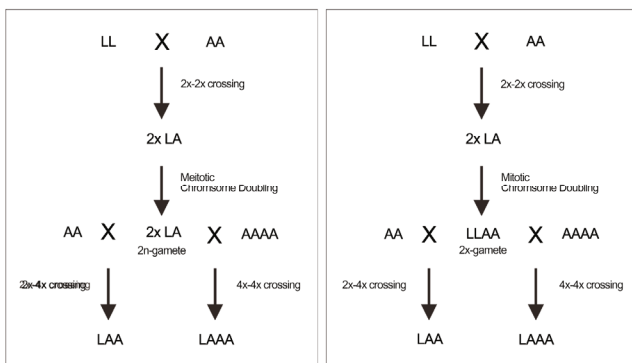 LL X AA
2x-2x crossing
2x LA
Meitotic
Chromsome Doubling
AA X 2x LA X AAAA
2n-gamete
2x-4x crossing 4x-4x crossing
LAA LAAA
LL X AA
2x-2x crossing
2x LA
Mitotic
Chromsome Doubling
AA X LLAA X AAAA
2x-gamete
2x-4x crossing 4x-4x crossing
LAA LAAA